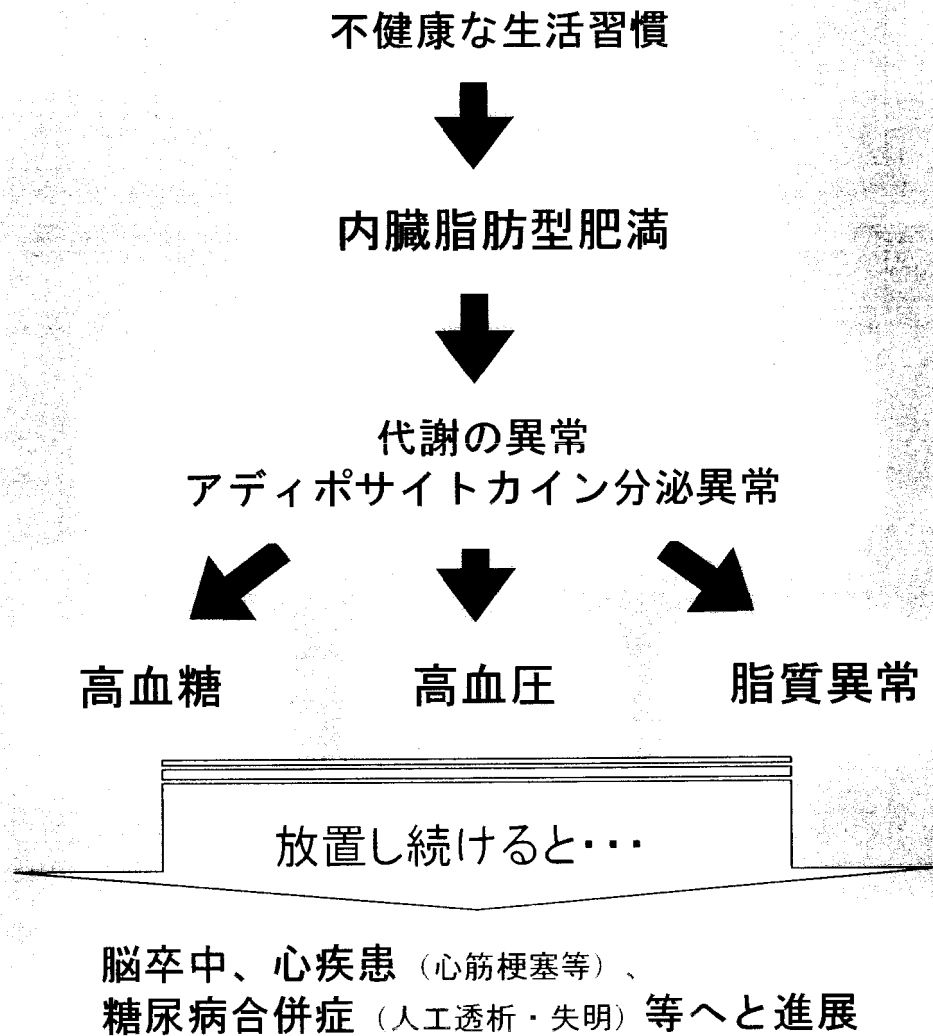 不健康な生活習慣
内臓脂肪型肥満
代謝の異常
アディポサイトカイン分泌異常
高血糖 高血圧 脂質異常
放置し続けると・・・
脳卒中、心疾患（心筋梗塞等）、
糖尿病合併症（人工透析・失明）等へと進展